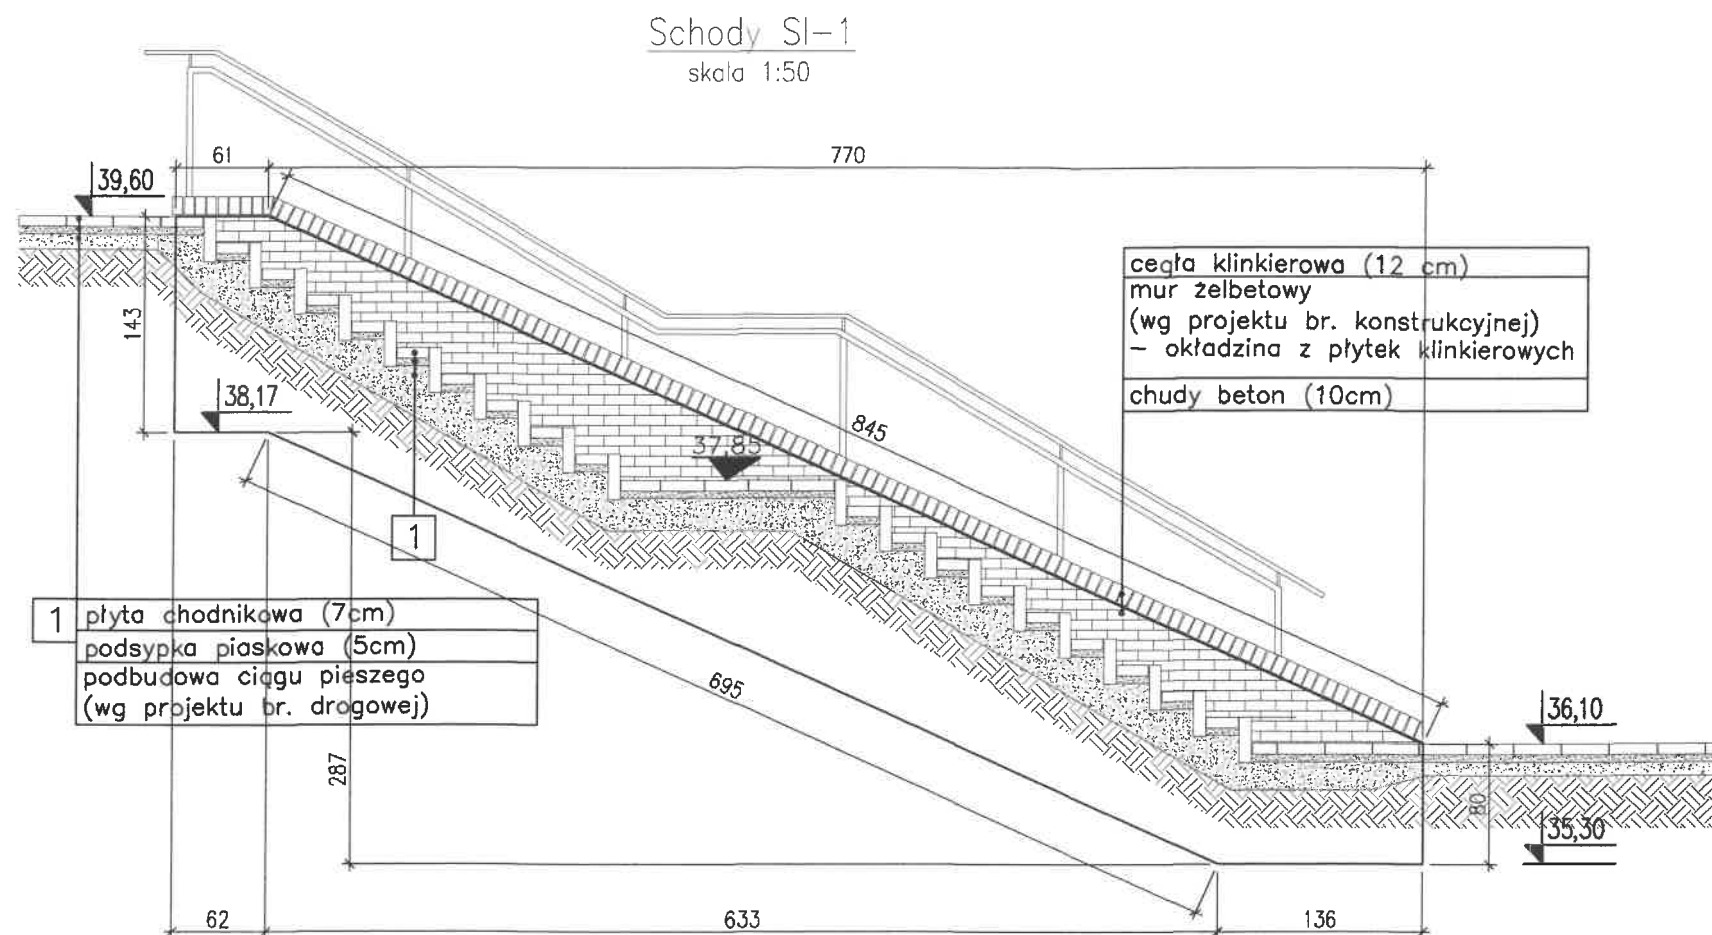 Schody SI-1
skala 1:50
61
770
39,60
cegła klinkierowa (12 cm)
mur żelbetowy
(wg projektu br. konstrukcyjnej)
- okładzina z płytek klinkierowych
chudy beton (10cm)
143
38,17
845
37,85
1
1
płyta chodnikowa (7cm)
podsypka piaskowa (5cm)
podbudowa ciągu pieszego
(wg projektu br. drogowej)
695
36,10
287
80
35,30
62
633
136